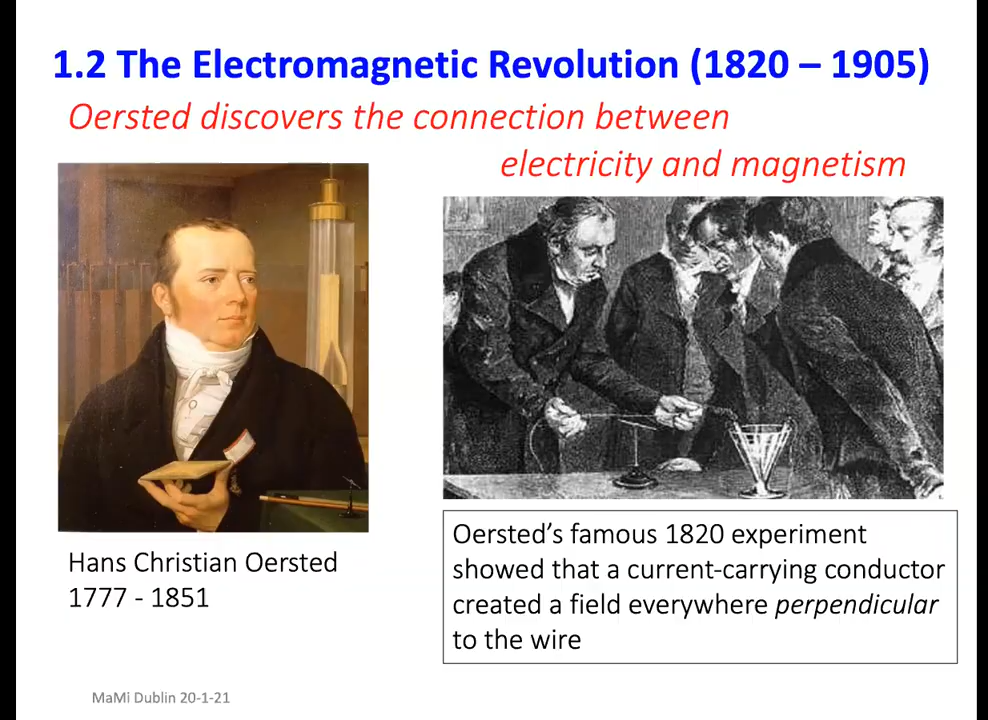 1.2 The Electromagnetic Revolution (1820 – 1905)
Oersted discovers the connection between
electricity and magnetism
Hans Christian Oersted
1777 - 1851
Oersted’s famous 1820 experiment
showed that a current-carrying conductor
created a field everywhere perpendicular
to the wire
MaMi Dublin 20-1-21